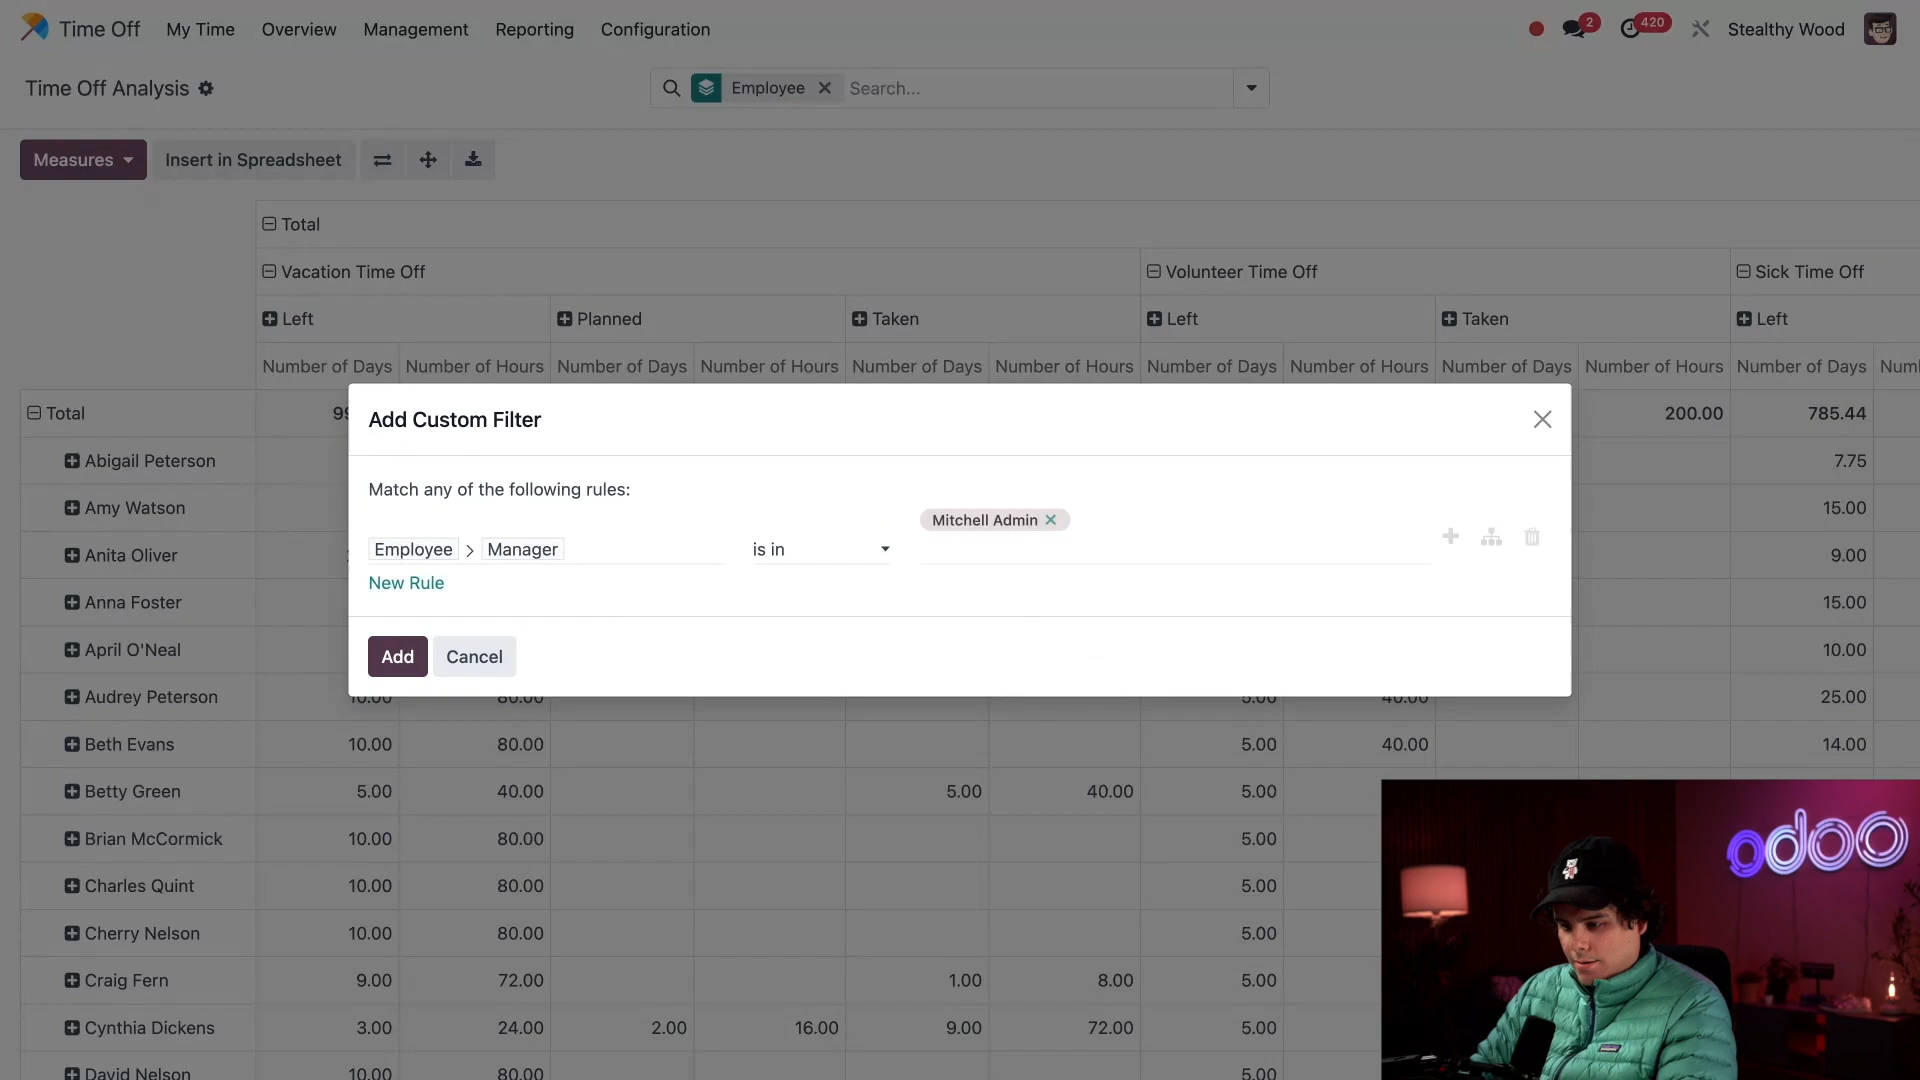 Time Off My Time Overview Management Reporting Configuration 2 420 Stealthy Wood
Time Off Analysis Employee Search...
Measures Insert in Spreadsheet
Total
Vacation Time Off Volunteer Time Off Sick Time Off
Left Planned Taken Left Taken Left
Number of Days Number of Hours Number of Days Number of Hours Number of Days Number of Hours Number of Days Number of Hours Number of Days Number of Hours Number of Days
Total 200.00 785.44
Add Custom Filter
Abigail Peterson 7.75
Match any of the following rules:
Amy Watson 15.00
Mitchell Admin
Employee > Manager is in
Anita Oliver 9.00
New Rule
Anna Foster 15.00
April O'Neal 10.00
Add Cancel
Audrey Peterson 10.00 80.00 5.00 40.00 25.00
Beth Evans 10.00 80.00 5.00 40.00 14.00
Betty Green 5.00 40.00 5.00 40.00 5.00
Brian McCormick 10.00 80.00 5.00
Charles Quint 10.00 80.00 5.00
Cherry Nelson 10.00 80.00 5.00
Craig Fern 9.00 72.00 1.00 8.00 5.00
Cynthia Dickens 3.00 24.00 2.00 16.00 9.00 72.00 5.00
David Nelson 10.00 80.00 5.00
odoo